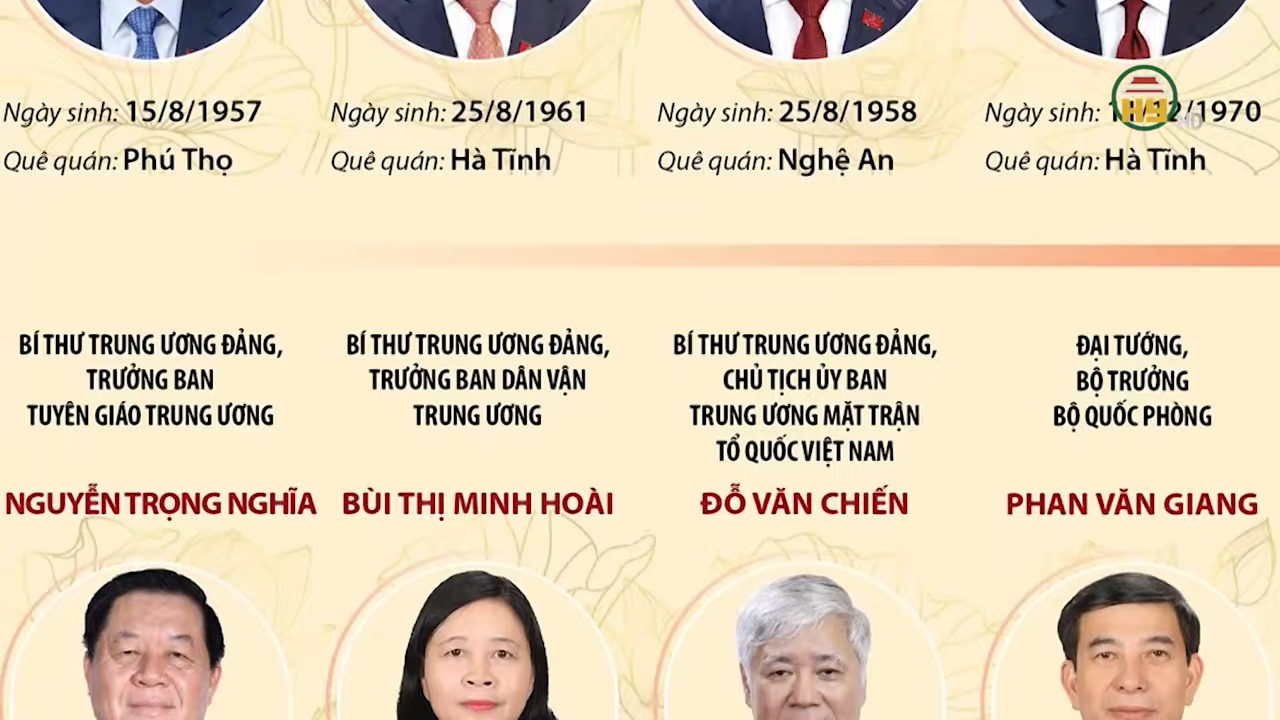 Ngày sinh: 15/8/1957
Quê quán: Phú Thọ
Ngày sinh: 25/8/1961
Quê quán: Hà Tĩnh
Ngày sinh: 25/8/1958
Quê quán: Nghệ An
Ngày sinh:
Quê quán: Hà Tĩnh
BÍ THƯ TRUNG ƯƠNG ĐẢNG,
TRƯỞNG BAN
TUYÊN GIÁO TRUNG ƯƠNG
NGUYỄN TRỌNG NGHĨA
BÍ THƯ TRUNG ƯƠNG ĐẢNG,
TRƯỞNG BAN DÂN VẬN
TRUNG ƯƠNG
BÙI THỊ MINH HOÀI
BÍ THƯ TRUNG ƯƠNG ĐẢNG,
CHỦ TỊCH ỦY BAN
TRUNG ƯƠNG MẶT TRẬN
TỔ QUỐC VIỆT NAM
ĐỖ VĂN CHIẾN
ĐẠI TƯỚNG,
BỘ TRƯỞNG
BỘ QUỐC PHÒNG
PHAN VĂN GIANG